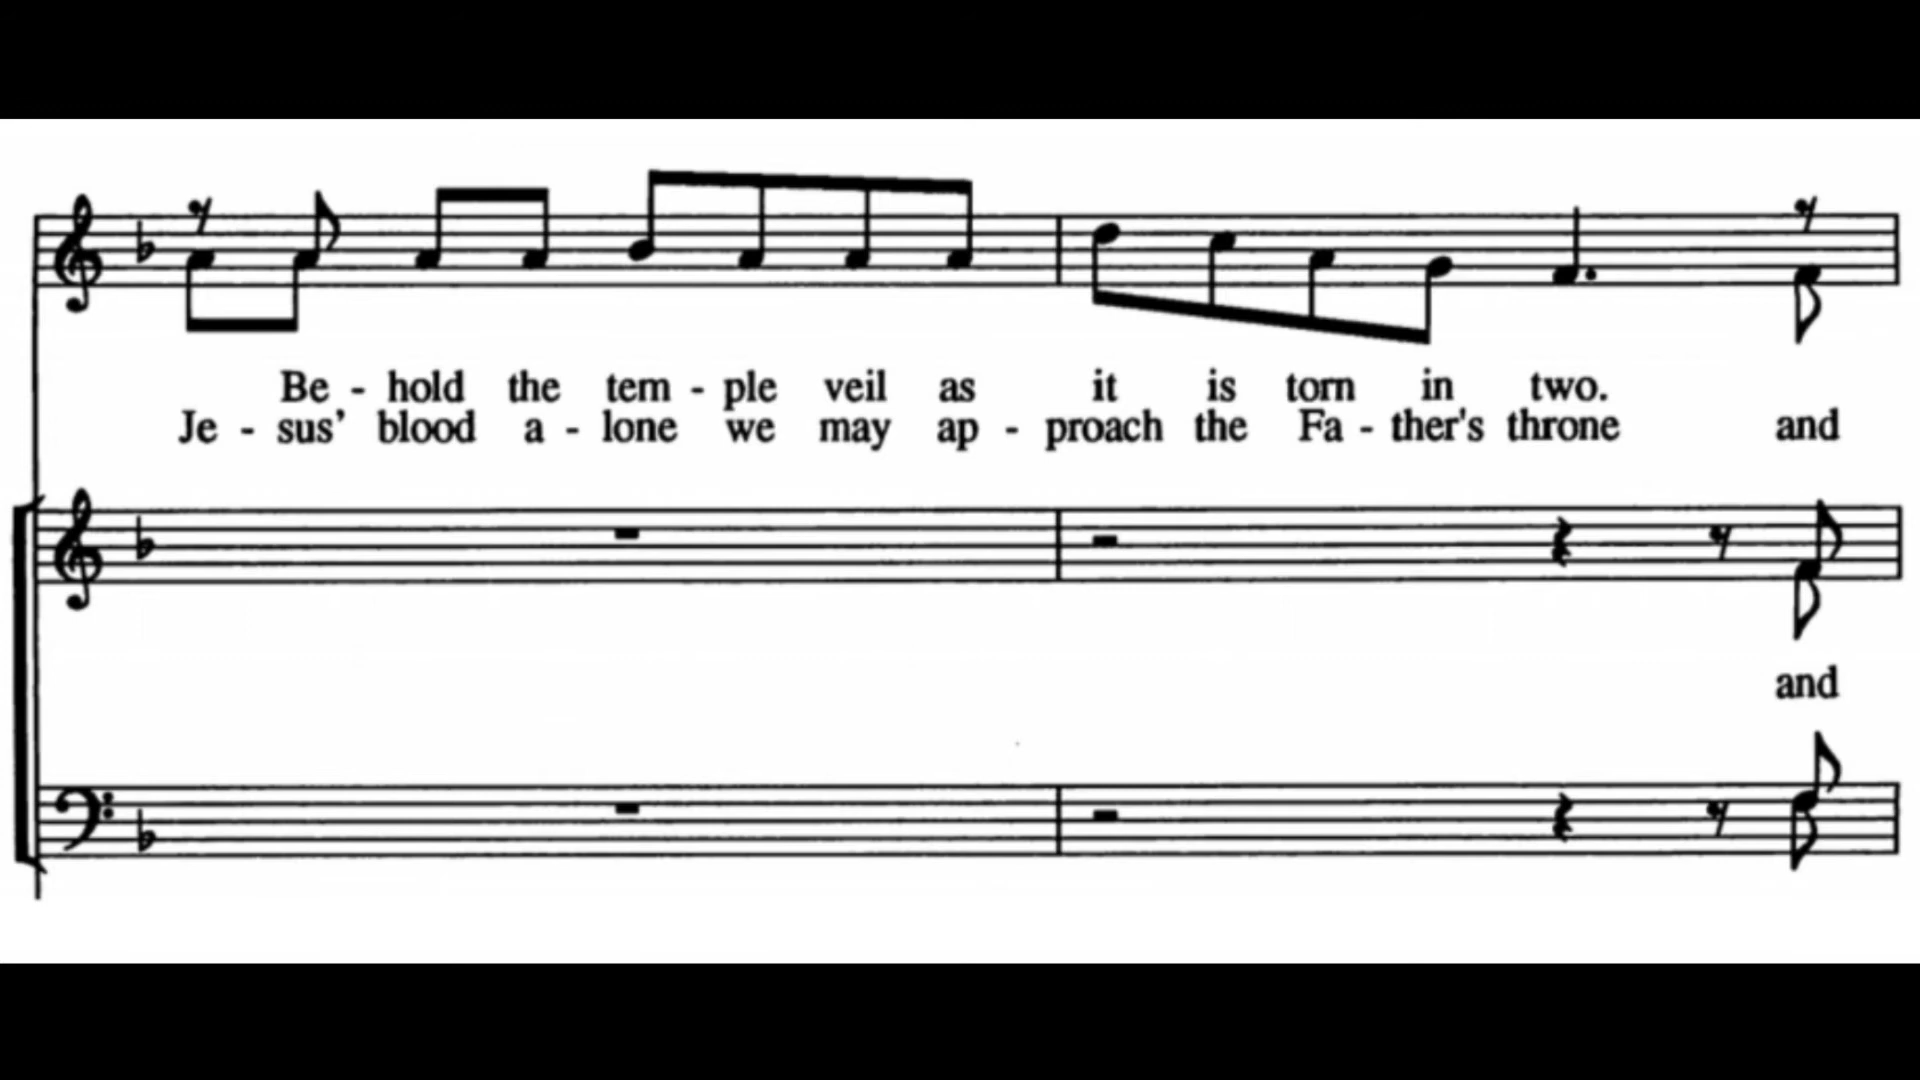 Be - hold the tem - ple veil as it is torn in two.
Je - sus’ blood a - lone we may ap - proach the Fa - ther's throne and
and